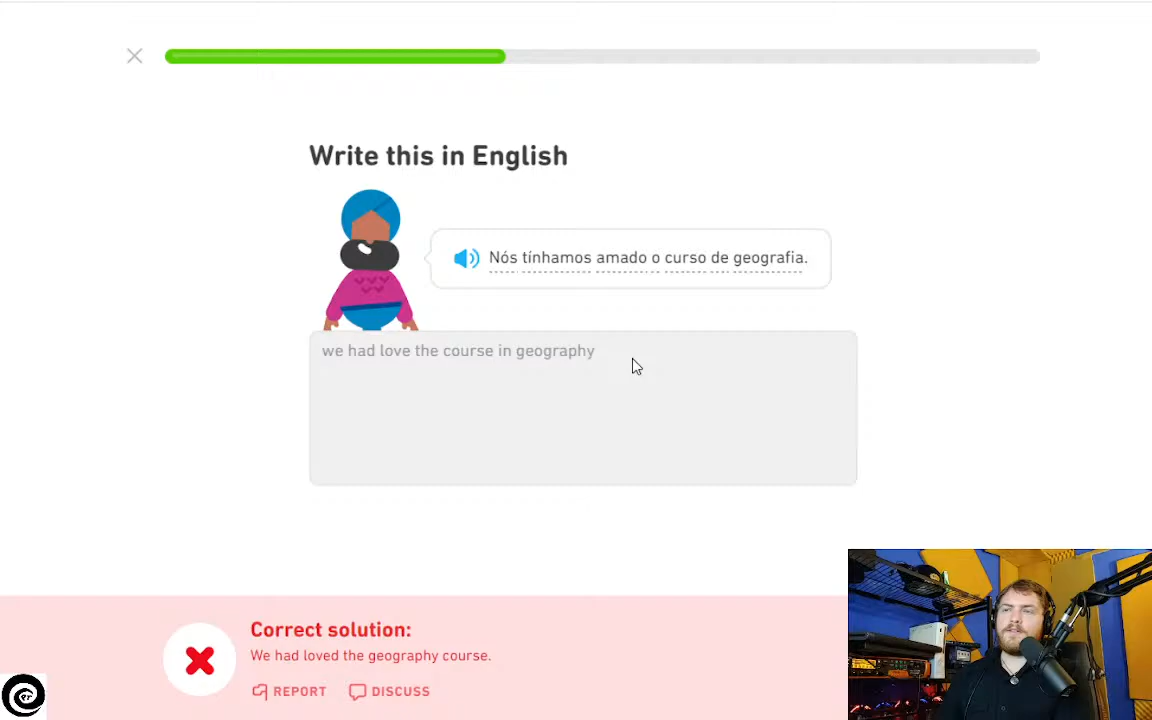 Write this in English
Nós tínhamos amado o curso de geografia.
we had love the course in geography
Correct solution:
We had loved the geography course.
REPORT DISCUSS